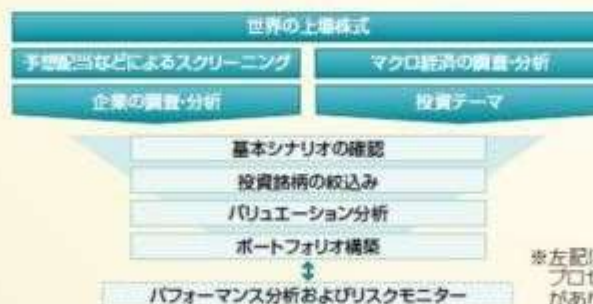 世界の上場株式
予想配当などによるスクリーニング
マクロ経済の調査・分析
企業の調査・分析
投資テーマ
基本シナリオの確認
投資銘柄の絞込み
バリュエーション分析
ポートフォリオ構築
パフォーマンス分析およびリスクモニター
※左記
プロセ
があ